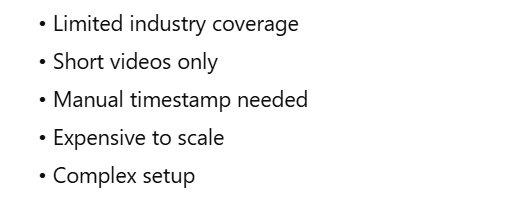 • Limited industry coverage
• Short videos only
• Manual timestamp needed
• Expensive to scale
• Complex setup